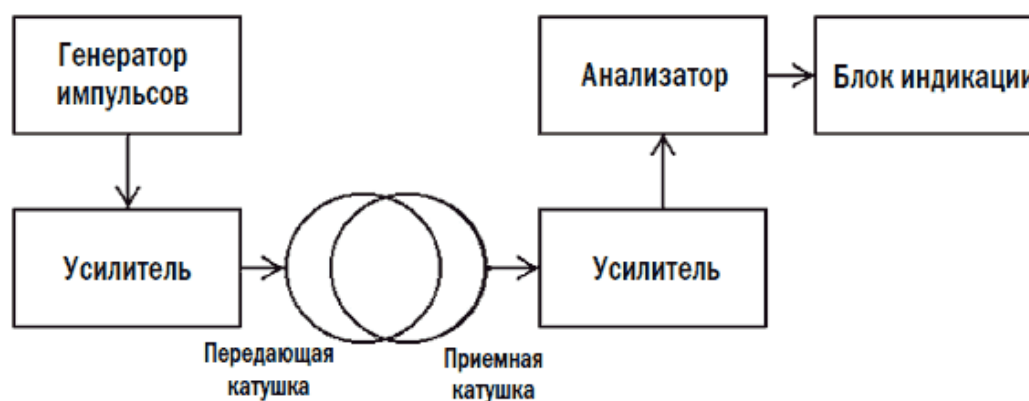 Генератор
импульсов
Анализатор
Блок индикации
Усилитель
Усилитель
Передающая
катушка
Приемная
катушка